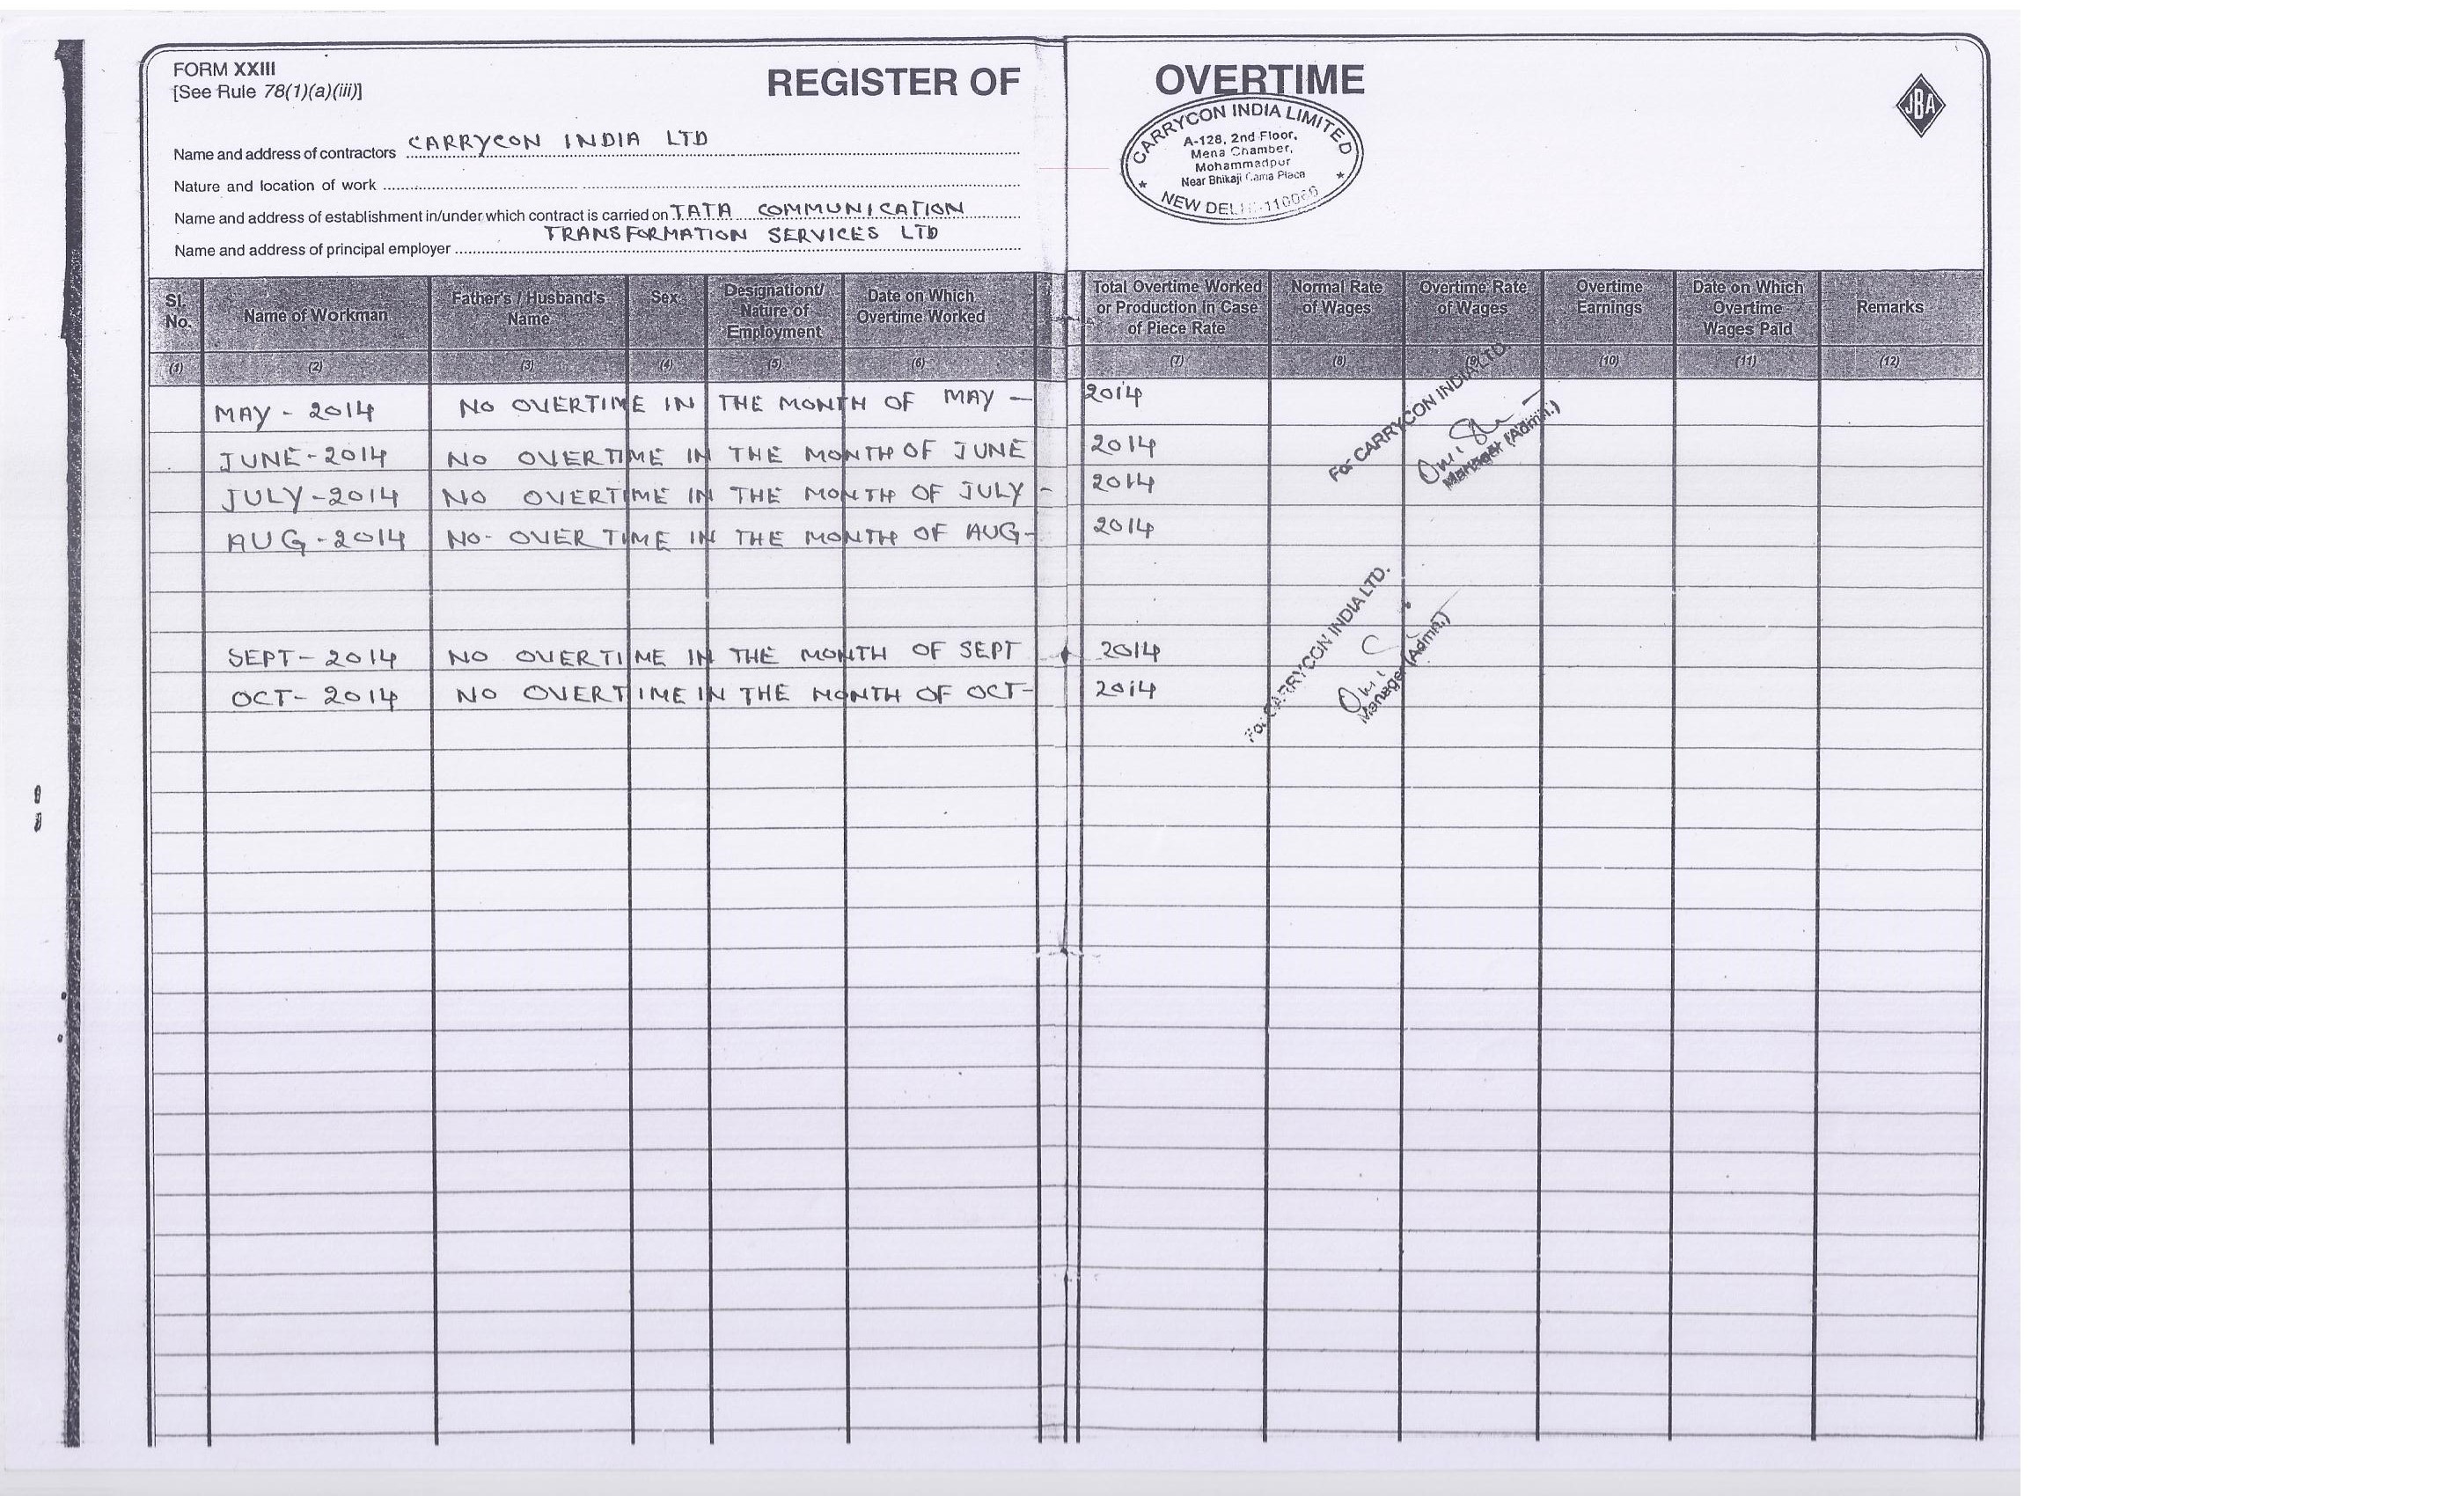 FORM XXIII
[See Rule 78(1)(a)(iii)]
REGISTER OF OVERTIME
JBA
CARRYCON INDIA LIMITED
A-128, 2nd Floor,
Mena Chamber,
Mohammadpur
Near Bhikaji Cama Place
NEW DELHI-110066
Name and address of contractors CARRYCON INDIA LTD
Nature and location of work
Name and address of establishment in/under which contract is carried on TATA COMMUNICATION
TRANSFORMATION SERVICES LTD
Name and address of principal employer
Sl. No. Name of Workman Father's / Husband's Name Sex Designationt/ Nature of Employment Date on Which Overtime Worked Total Overtime Worked or Production In Case of Piece Rate Normal Rate of Wages Overtime Rate of Wages Overtime Earnings Date on Which Overtime Wages Paid Remarks
(1) (2) (3) (4) (5) (6) (7) (8) (9) (10) (11) (12)
MAY - 2014 NO OVERTIME IN THE MONTH OF MAY - 2014
JUNE - 2014 NO OVERTIME IN THE MONTH OF JUNE 2014
JULY - 2014 NO OVERTIME IN THE MONTH OF JULY - 2014
AUG - 2014 NO- OVER TIME IN THE MONTH OF AUG- 2014
For CARRYCON INDIA LTD.
Manager (Admn.)
SEPT - 2014 NO OVERTIME IN THE MONTH OF SEPT 2014
OCT - 2014 NO OVERTIME IN THE MONTH OF OCT- 2014
For CARRYCON INDIA LTD.
Manager (Admn.)